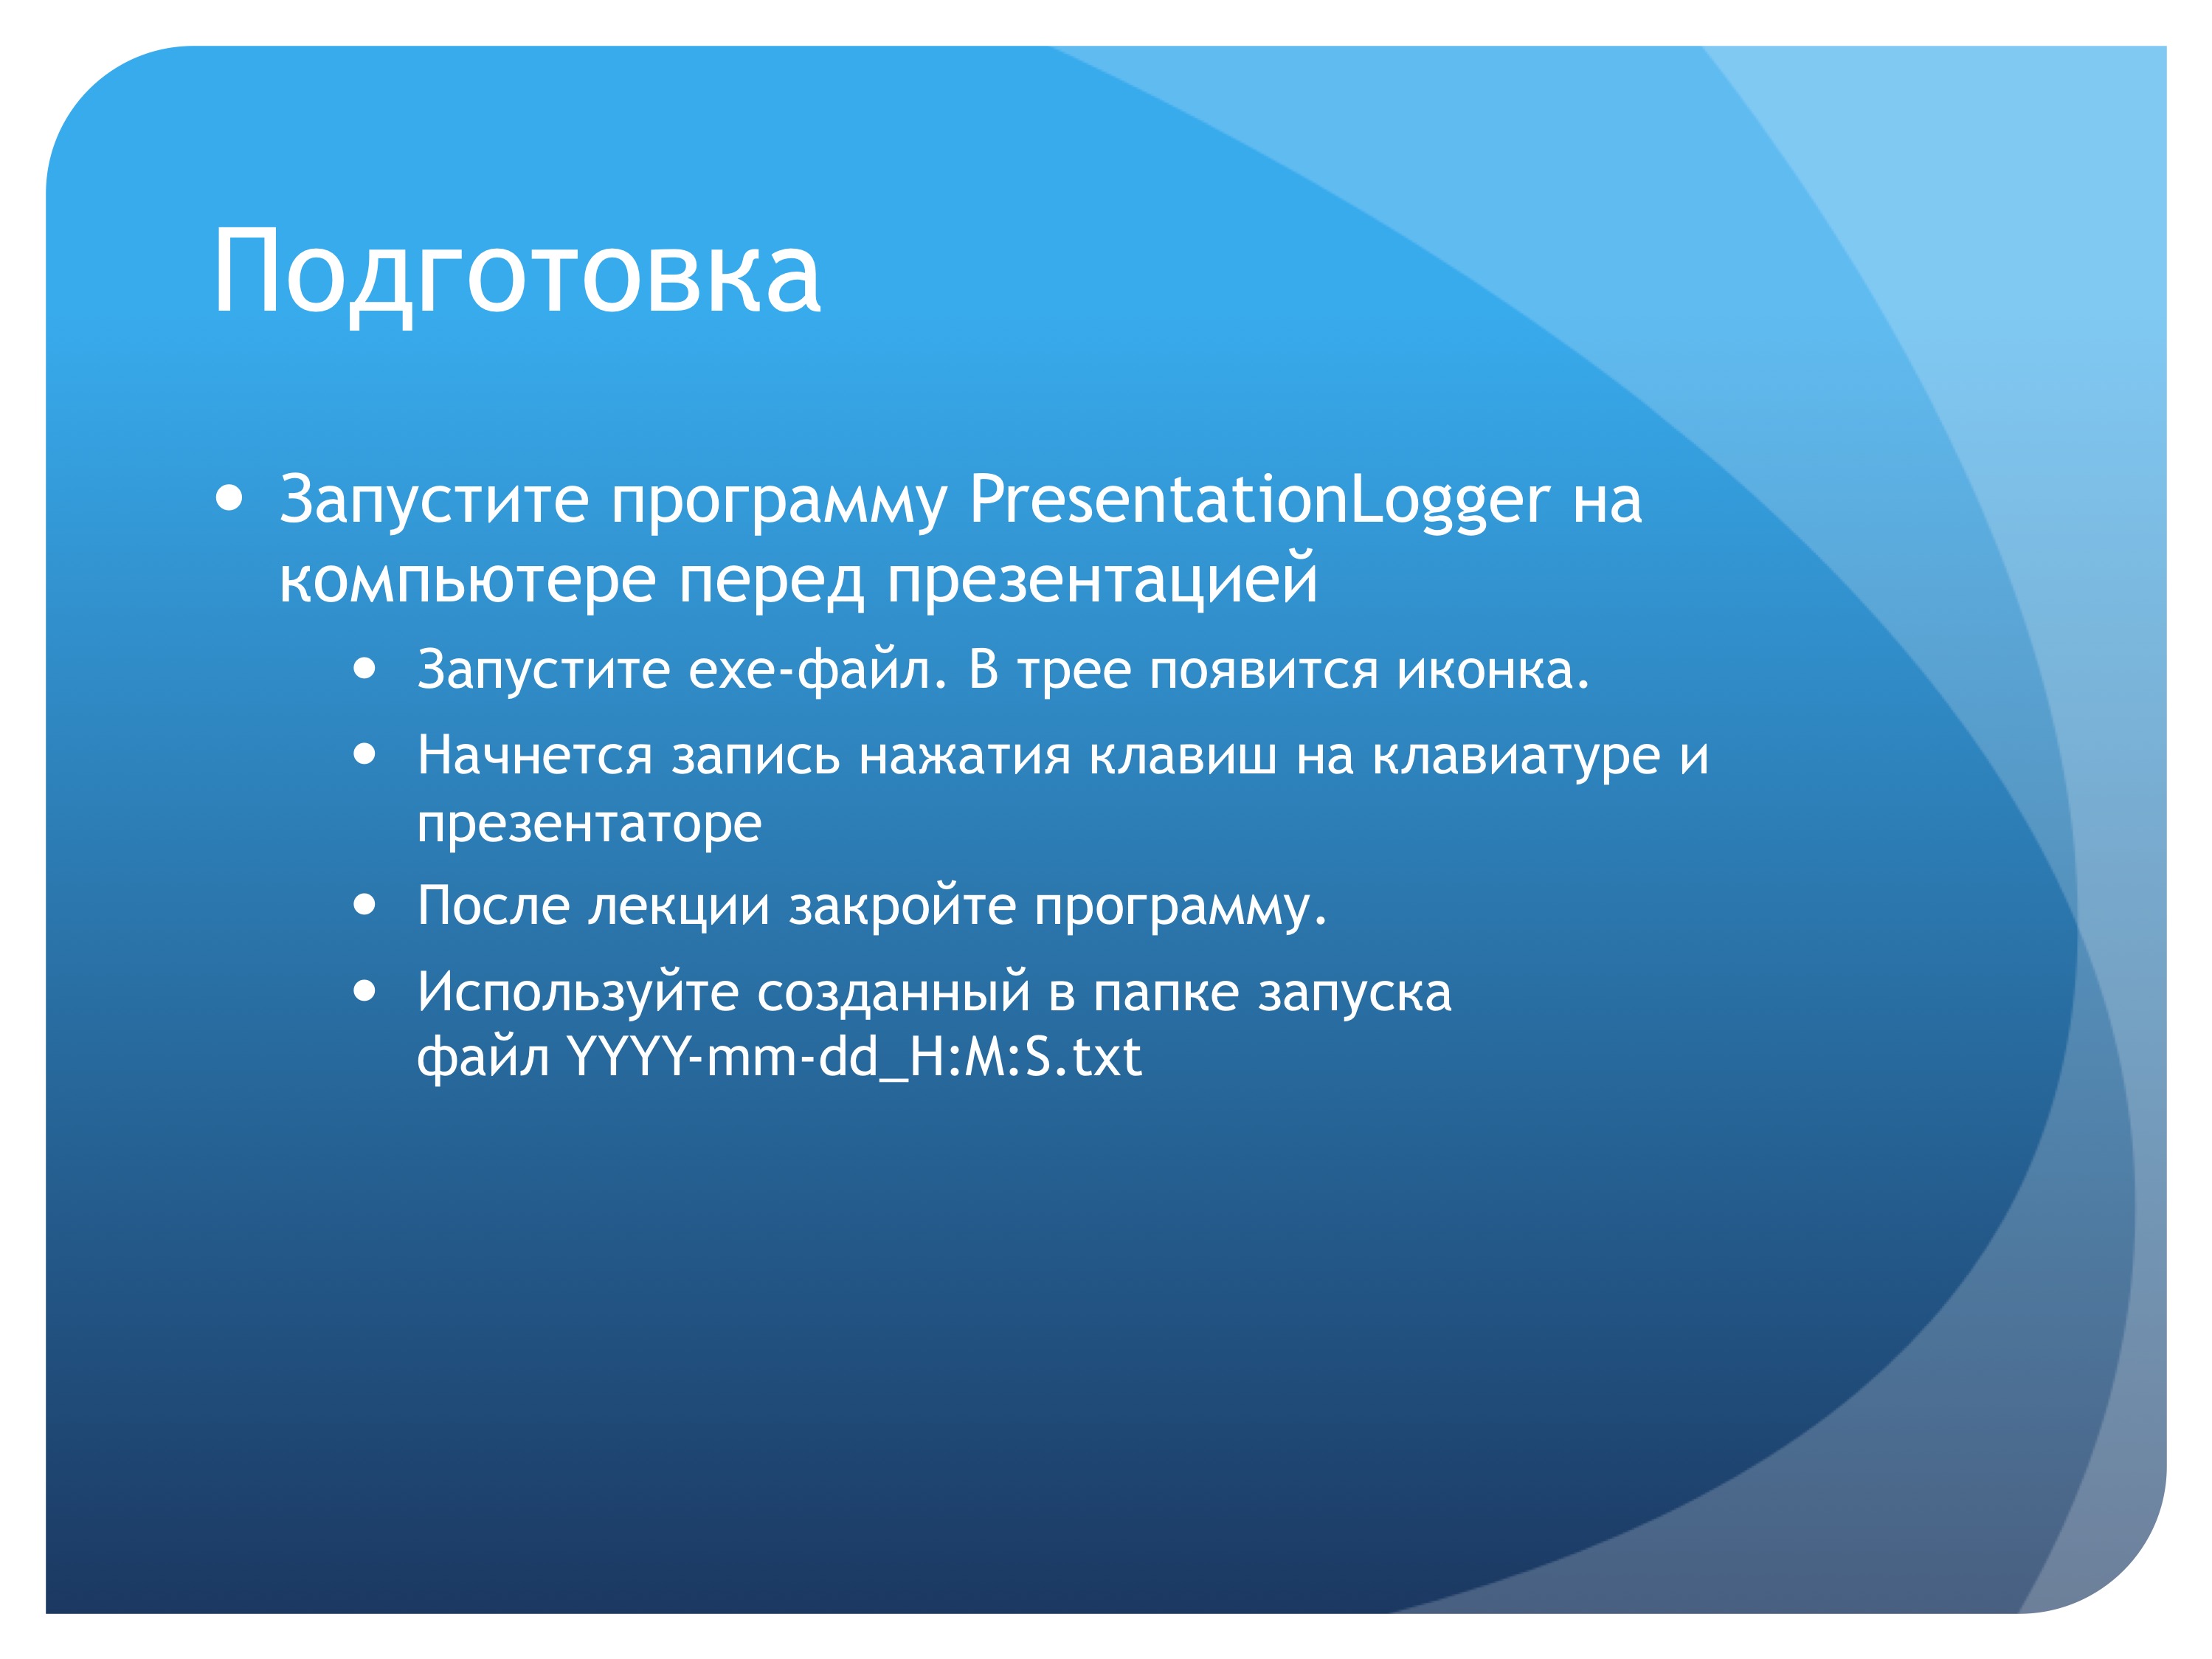 Подготовка
• Запустите программу PresentationLogger на
компьютере перед презентацией
• Запустите exe-файл. В трее появится иконка.
• Начнется запись нажатия клавиш на клавиатуре и
презентаторе
• После лекции закройте программу.
• Используйте созданный в папке запуска
файл YYYY-mm-dd_H:M:S.txt